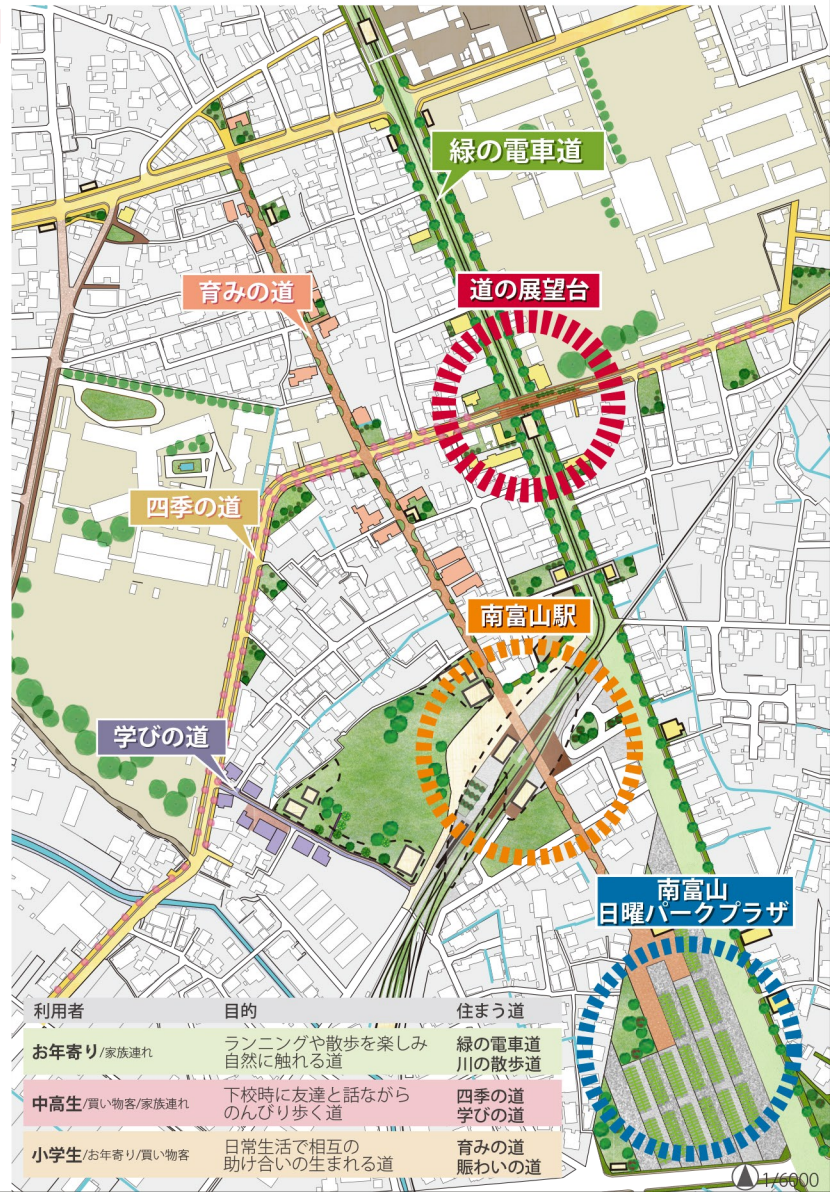 緑の電車道
育みの道
道の展望台
四季の道
南富山駅
学びの道
南富山
日曜パークプラザ
利用者 目的 住まう道
お年寄り/家族連れ ランニングや散歩を楽しみ 緑の電車道
自然に触れる道 川の散歩道
中高生/買い物客/家族連れ 下校時に友達と話ながら 四季の道
のんびり歩く道 学びの道
小学生/お年寄り/買い物客 日常生活で相互の 育みの道
助け合いの生まれる道 賑わいの道
1/6000